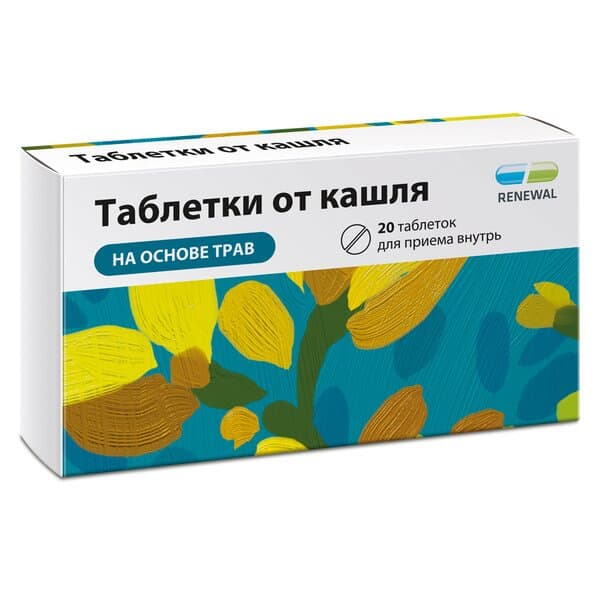 Таблетки от кашля
Таблетки от кашля
RENEWAL
НА ОСНОВЕ ТРАВ
20 таблеток
для приема внутрь